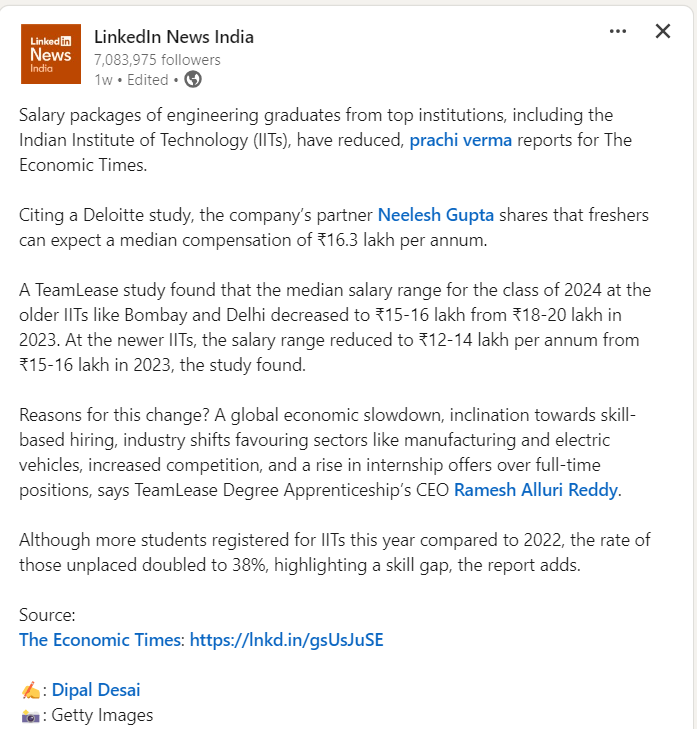 Linked in
News
India
LinkedIn News India
7,083,975 followers
1w • Edited •
Salary packages of engineering graduates from top institutions, including the
Indian Institute of Technology (IITs), have reduced, prachi verma reports for The
Economic Times.
Citing a Deloitte study, the company's partner Neelesh Gupta shares that freshers
can expect a median compensation of ₹16.3 lakh per annum.
A TeamLease study found that the median salary range for the class of 2024 at the
older IITs like Bombay and Delhi decreased to ₹15-16 lakh from ₹18-20 lakh in
2023. At the newer IITs, the salary range reduced to ₹12-14 lakh per annum from
₹15-16 lakh in 2023, the study found.
Reasons for this change? A global economic slowdown, inclination towards skill-
based hiring, industry shifts favouring sectors like manufacturing and electric
vehicles, increased competition, and a rise in internship offers over full-time
positions, says TeamLease Degree Apprenticeship's CEO Ramesh Alluri Reddy.
Although more students registered for IITs this year compared to 2022, the rate of
those unplaced doubled to 38%, highlighting a skill gap, the report adds.
Source:
The Economic Times: https://lnkd.in/gsUsJuSE
✍️: Dipal Desai
📸: Getty Images